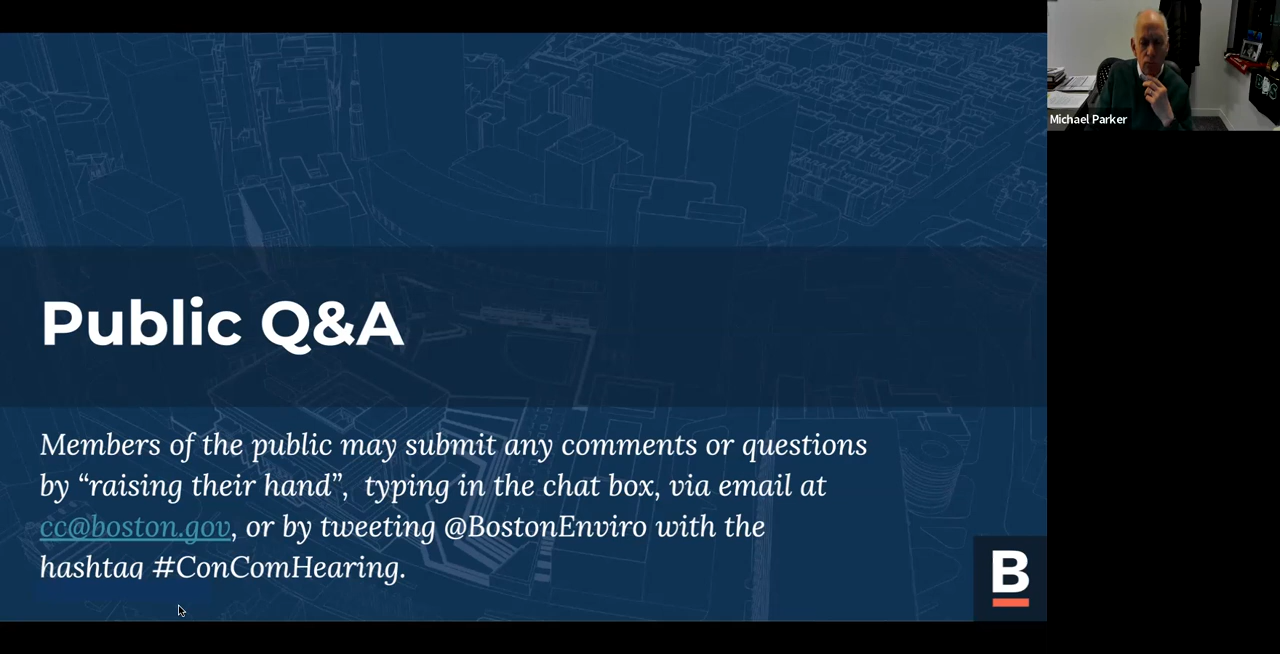 Michael Parker
Public Q&A
Members of the public may submit any comments or questions
by “raising their hand”, typing in the chat box, via email at
cc@boston.gov, or by tweeting @BostonEnviro with the
hashtag #ConComHearing.
B